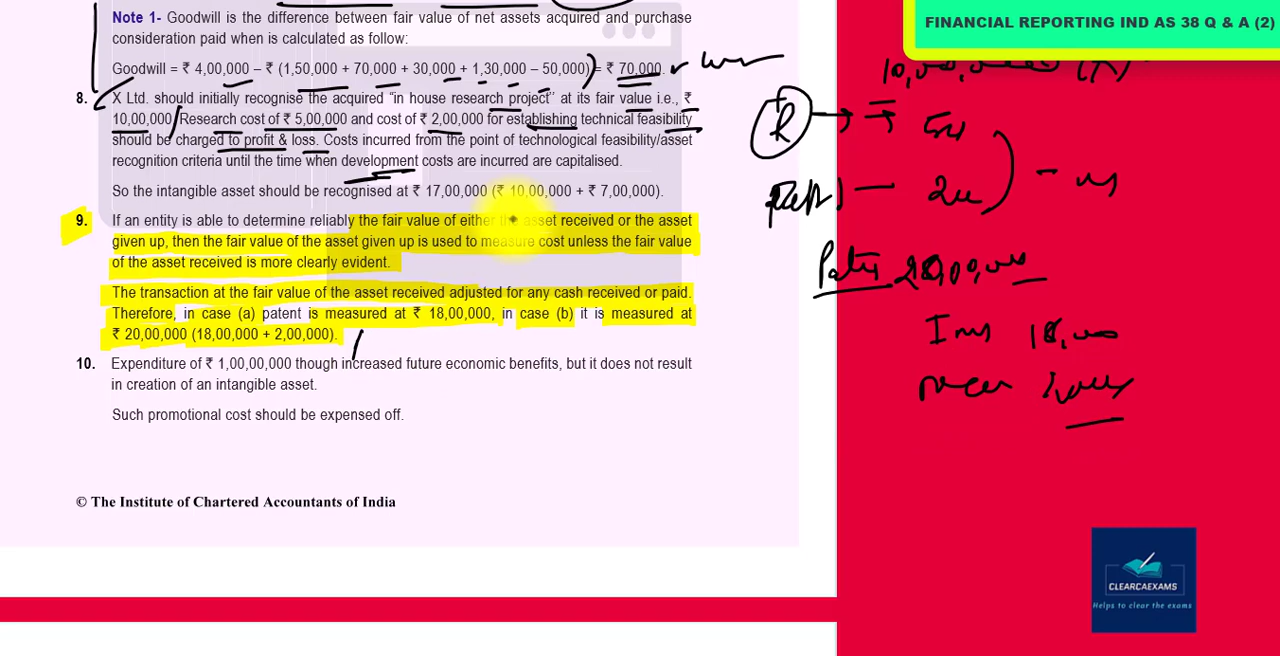 FINANCIAL REPORTING IND AS 38 Q & A (2)
Note 1- Goodwill is the difference between fair value of net assets acquired and purchase
consideration paid when is calculated as follow:
Goodwill = ₹ 4,00,000 – ₹ (1,50,000 + 70,000 + 30,000 + 1,30,000 – 50,000) = ₹ 70,000.
8. X Ltd. should initially recognise the acquired "in house research project" at its fair value i.e., ₹
10,00,000. Research cost of ₹ 5,00,000 and cost of ₹ 2,00,000 for establishing technical feasibility
should be charged to profit & loss. Costs incurred from the point of technological feasibility/asset
recognition criteria until the time when development costs are incurred are capitalised.
So the intangible asset should be recognised at ₹ 17,00,000 (₹ 10,00,000 + ₹ 7,00,000).
9. If an entity is able to determine reliably the fair value of either the asset received or the asset
given up, then the fair value of the asset given up is used to measure cost unless the fair value
of the asset received is more clearly evident.
The transaction at the fair value of the asset received adjusted for any cash received or paid.
Therefore, in case (a) patent is measured at ₹ 18,00,000, in case (b) it is measured at
₹ 20,00,000 (18,00,000 + 2,00,000).
10. Expenditure of ₹ 1,00,00,000 though increased future economic benefits, but it does not result
in creation of an intangible asset.
Such promotional cost should be expensed off.
© The Institute of Chartered Accountants of India
R
CLEARCAEXAMS
Helps to clear the exams